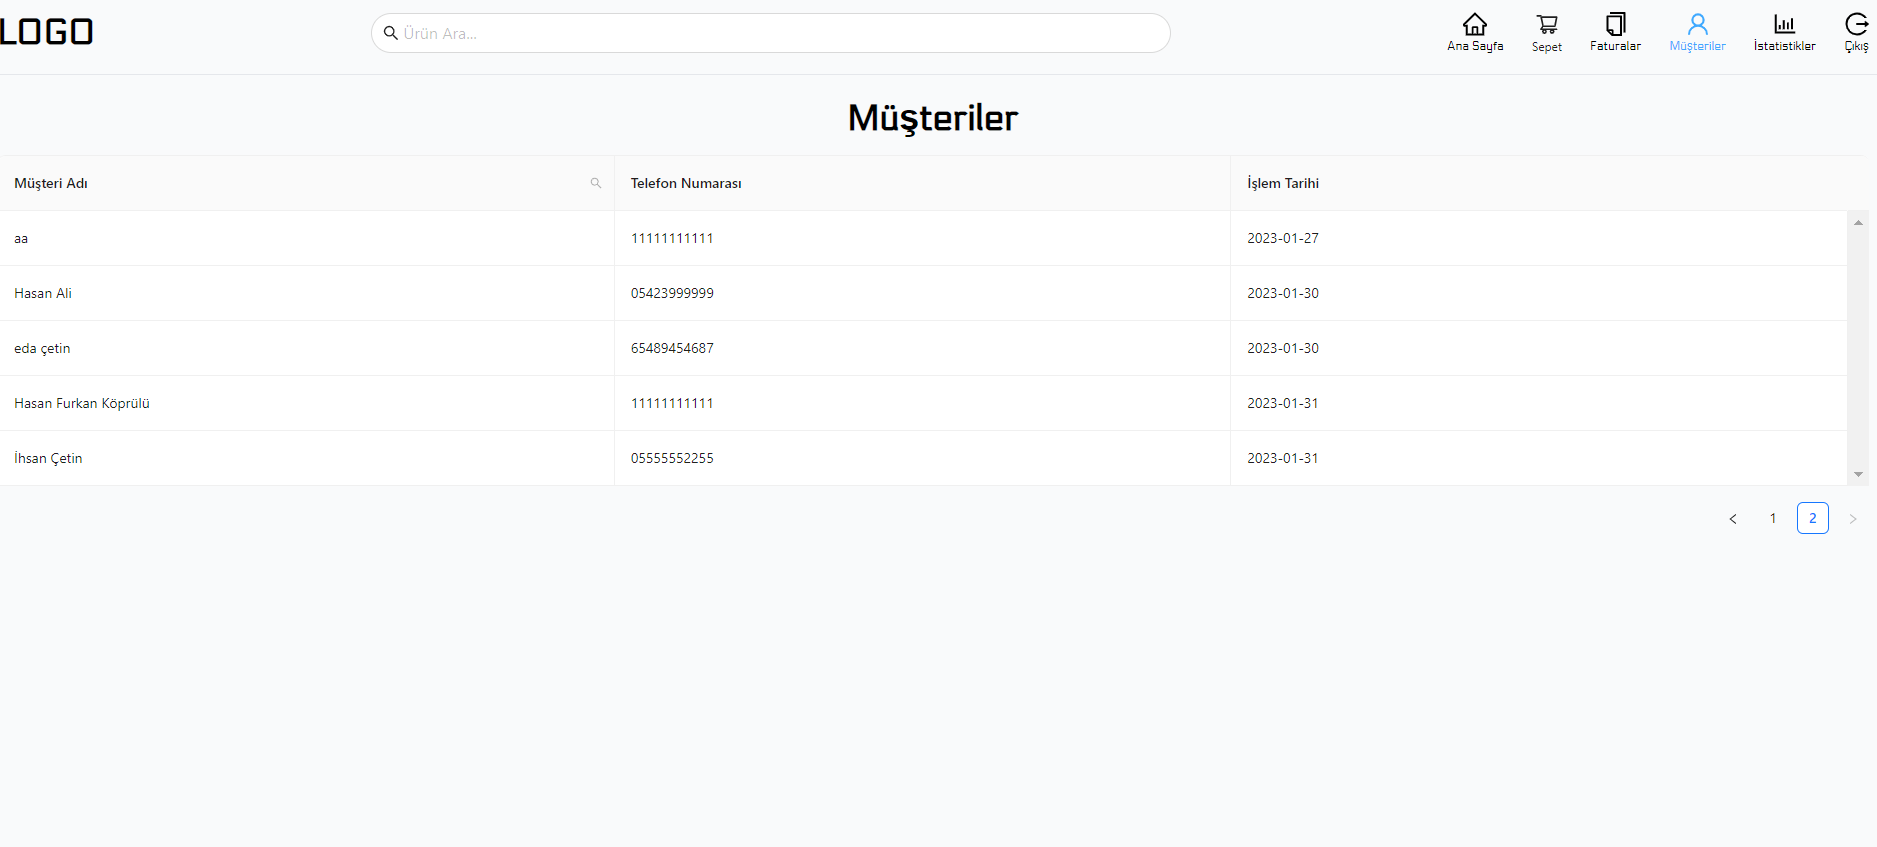 LOGO
Ürün Ara...
Ana Sayfa
Sepet
Faturalar
Müşteriler
İstatistikler
Çıkış
Müşteriler
Müşteri Adı Telefon Numarası İşlem Tarihi
aa 11111111111 2023-01-27
Hasan Ali 05423999999 2023-01-30
eda çetin 65489454687 2023-01-30
Hasan Furkan Köprülü 11111111111 2023-01-31
İhsan Çetin 05555552255 2023-01-31
1 2